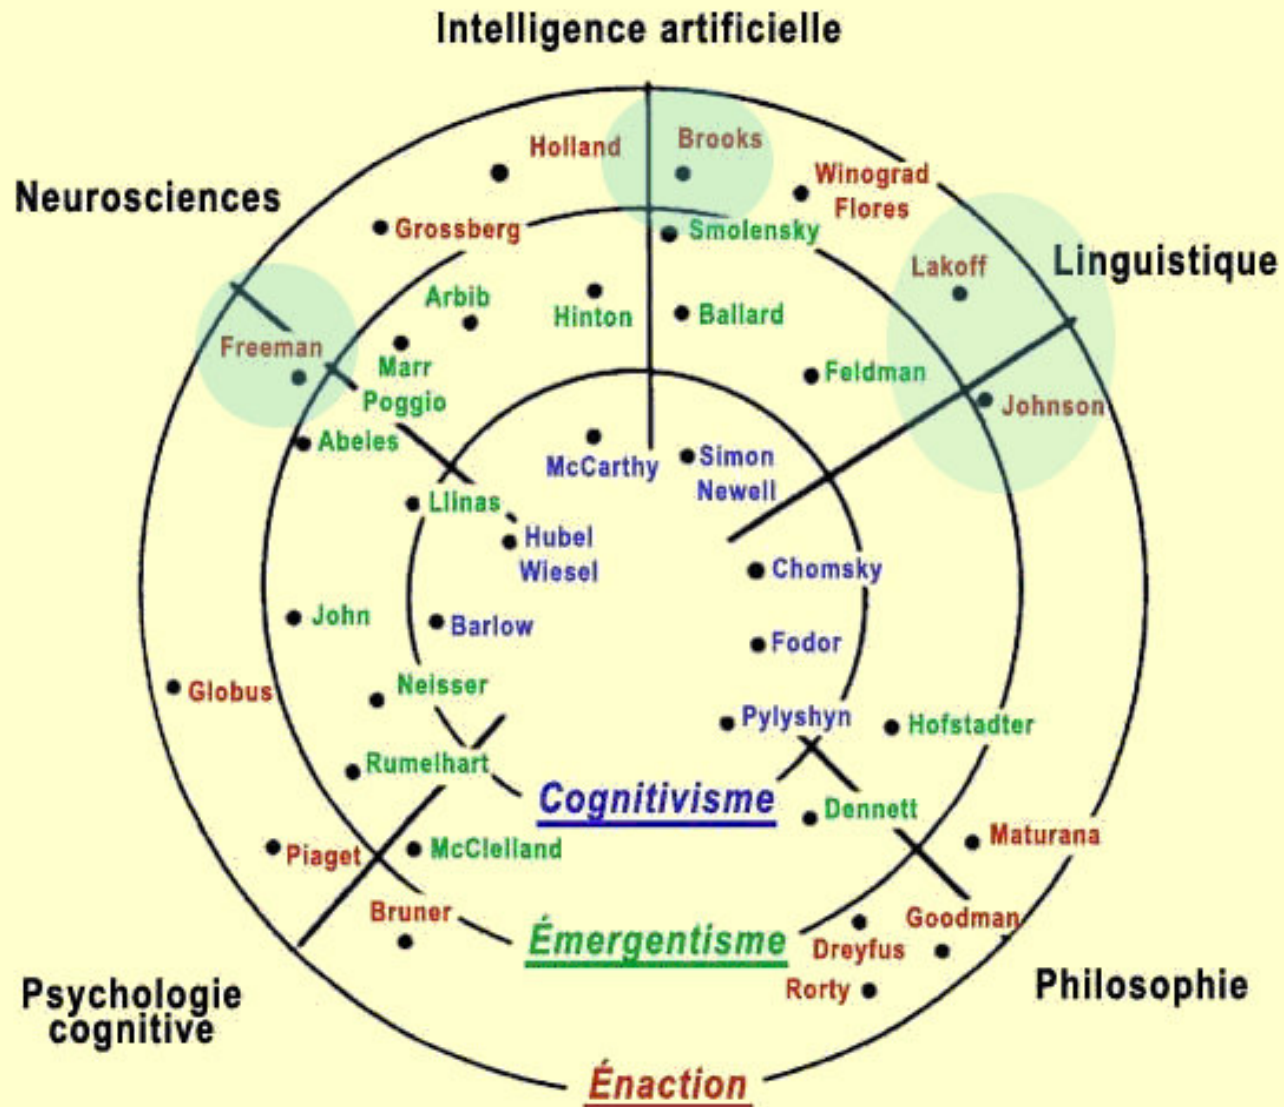 Intelligence artificielle
Holland
Brooks
Winograd
Flores
Neurosciences
Grossberg
Smolensky
Lakoff
Linguistique
Arbib
Hinton
Ballard
Freeman
Marr
Poggio
Feldman
Johnson
Abeles
McCarthy
Simon
Newell
Llinas
Hubel
Wiesel
Chomsky
John
Barlow
Fodor
Globus
Neisser
Pylyshyn
Hofstadter
Rumelhart
Cognitivisme
Dennett
Piaget
McClelland
Maturana
Bruner
Émergentisme
Goodman
Dreyfus
Rorty
Psychologie
cognitive
Philosophie
Énaction